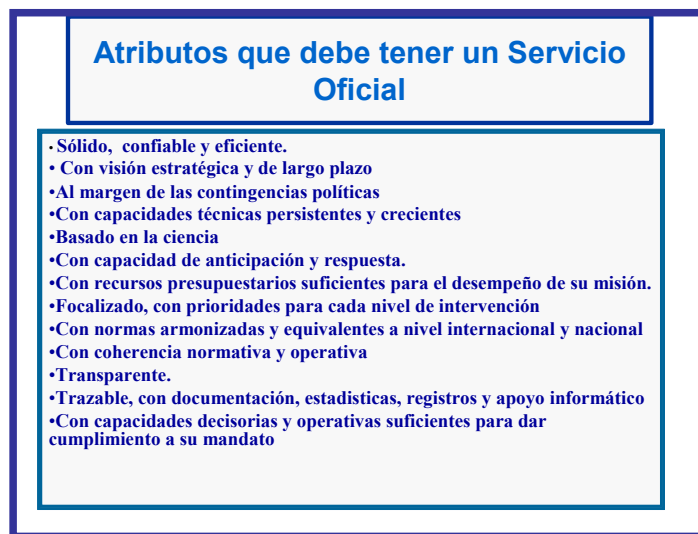 Atributos que debe tener un Servicio
Oficial
• Sólido, confiable y eficiente.
• Con visión estratégica y de largo plazo
•Al margen de las contingencias políticas
•Con capacidades técnicas persistentes y crecientes
•Basado en la ciencia
•Con capacidad de anticipación y respuesta.
•Con recursos presupuestarios suficientes para el desempeño de su misión.
•Focalizado, con prioridades para cada nivel de intervención
•Con normas armonizadas y equivalentes a nivel internacional y nacional
•Con coherencia normativa y operativa
•Transparente.
•Trazable, con documentación, estadisticas, registros y apoyo informático
•Con capacidades decisorias y operativas suficientes para dar
cumplimiento a su mandato